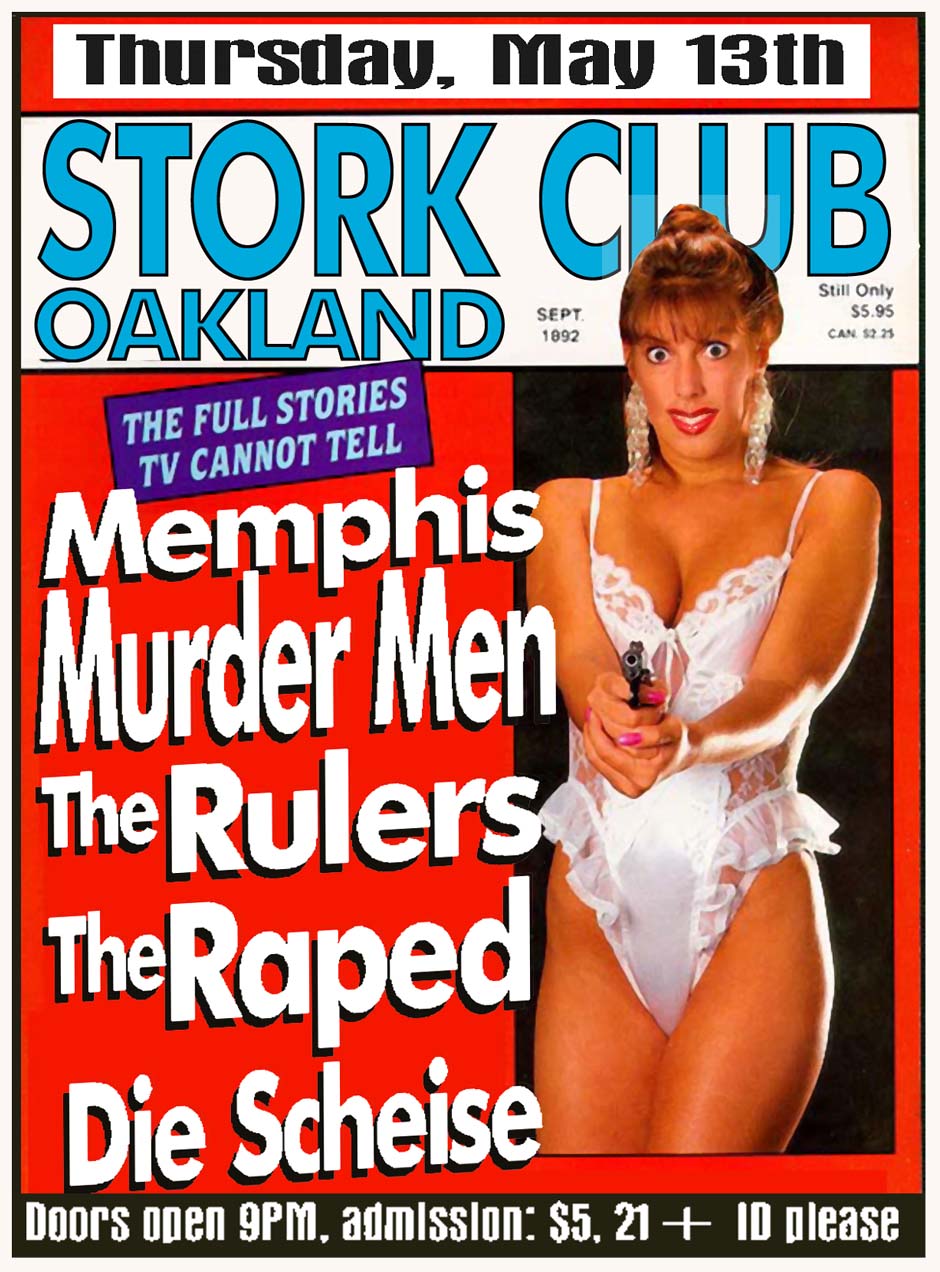 Thursday, May 13th
STORK CLUB
OAKLAND
SEPT.
1892
Still Only
$5.95
CAN. $2.25
THE FULL STORIES
TV CANNOT TELL
Memphis
Murder Men
The Rulers
The Raped
Die Scheise
Doors open 9PM, admission: $5, 21+ ID please